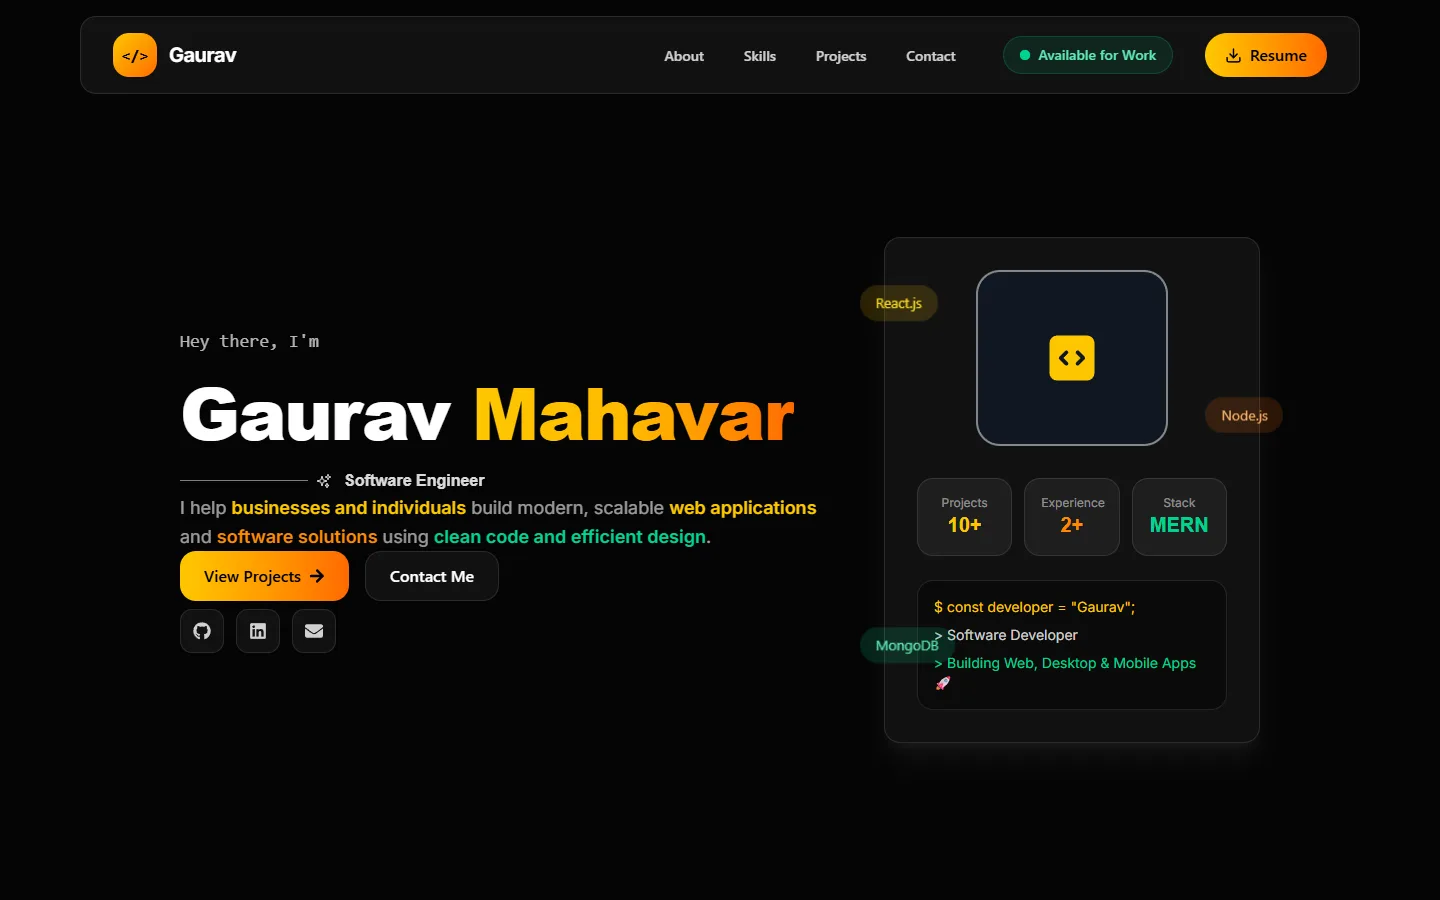 </> Gaurav
About
Skills
Projects
Contact
Available for Work
Resume
Hey there, I'm
Gaurav Mahavar
Software Engineer
I help businesses and individuals build modern, scalable web applications
and software solutions using clean code and efficient design.
View Projects
Contact Me
React.js
Node.js
Projects
10+
Experience
2+
Stack
MERN
$ const developer = "Gaurav";
> Software Developer
MongoDB
> Building Web, Desktop & Mobile Apps
🚀